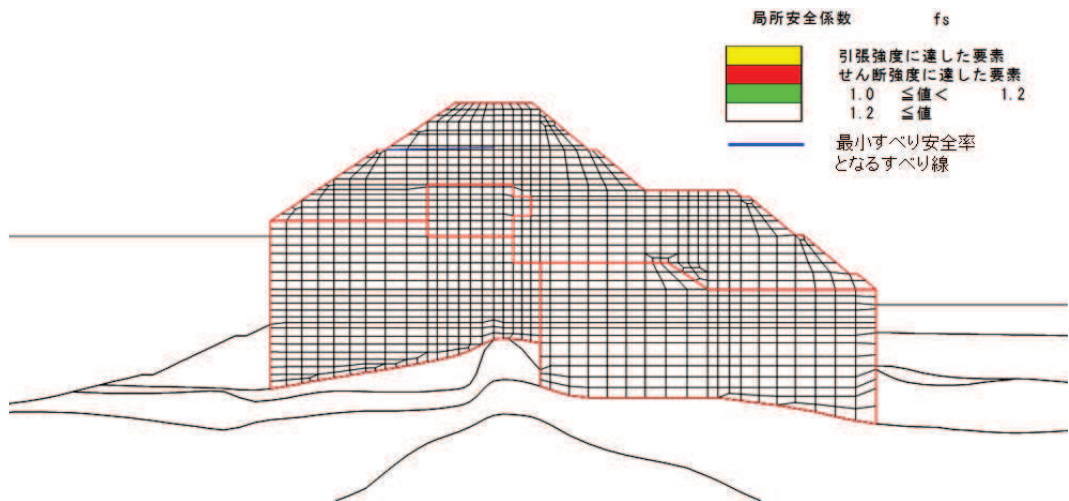 局所安全係数 fs
引張強度に達した要素
せん断強度に達した要素
1.0 ≦値< 1.2
1.2 ≦値
最小すべり安全率
となるすべり線